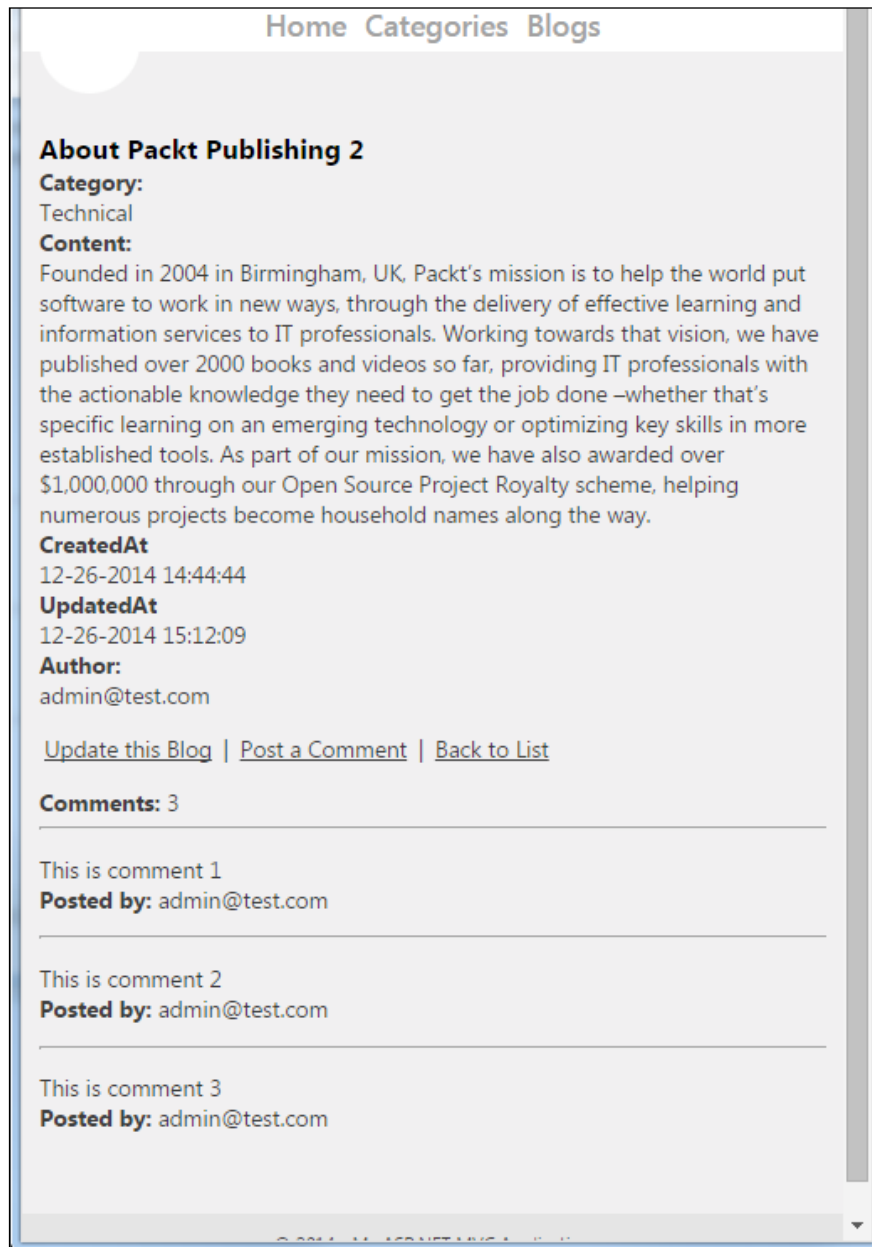 Home Categories Blogs
About Packt Publishing 2
Category:
Technical
Content:
Founded in 2004 in Birmingham, UK, Packt’s mission is to help the world put
software to work in new ways, through the delivery of effective learning and
information services to IT professionals. Working towards that vision, we have
published over 2000 books and videos so far, providing IT professionals with
the actionable knowledge they need to get the job done –whether that’s
specific learning on an emerging technology or optimizing key skills in more
established tools. As part of our mission, we have also awarded over
$1,000,000 through our Open Source Project Royalty scheme, helping
numerous projects become household names along the way.
CreatedAt
12-26-2014 14:44:44
UpdatedAt
12-26-2014 15:12:09
Author:
admin@test.com
Update this Blog | Post a Comment | Back to List
Comments: 3
This is comment 1
Posted by: admin@test.com
This is comment 2
Posted by: admin@test.com
This is comment 3
Posted by: admin@test.com